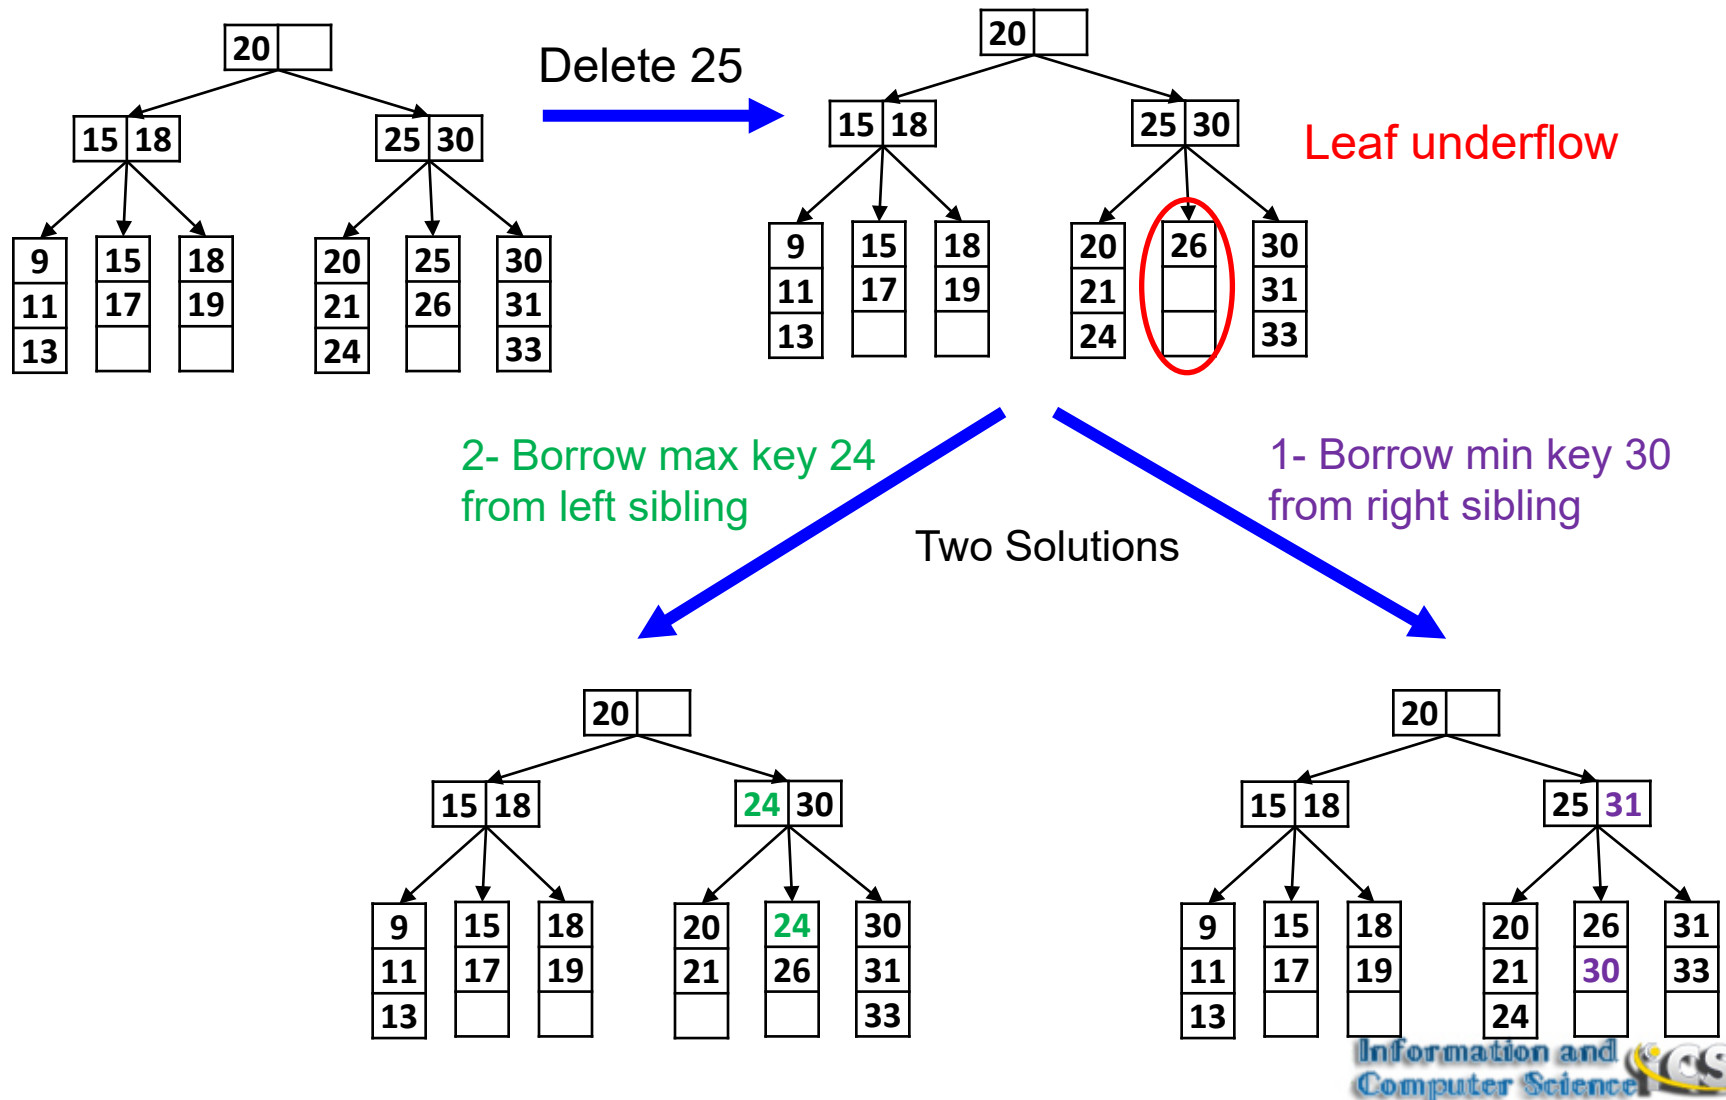 20
Delete 25
20
15 18
25 30
15 18
25 30
Leaf underflow
9 15 18 20 25 26 30
11 17 19 21 26 31
13 24 33
9 15 18 20 26 30
11 17 19 21 31
13 24 33
2- Borrow max key 24
from left sibling
1- Borrow min key 30
from right sibling
Two Solutions
20
20
15 18
24 30
15 18
25 31
9 15 18 20 24 30
11 17 19 21 26 31
13 33
9 15 18 20 26 31
11 17 19 21 30 33
13 24
Information and
Computer Science